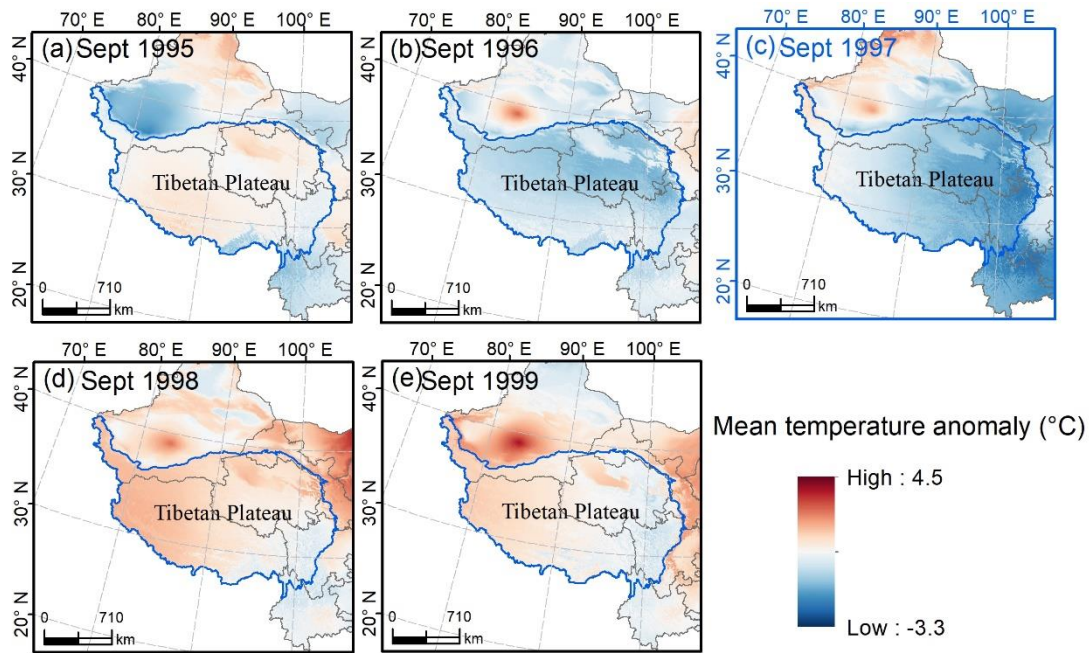 70° E 80° E 90° E 100° E
70° E 80° E 90° E 100° E
70° E 80° E 90° E 100° E
(a) Sept 1995
(b) Sept 1996
(c) Sept 1997
40° N
30° N
20° N
40° N
30° N
20° N
40° N
30° N
20° N
Tibetan Plateau
Tibetan Plateau
Tibetan Plateau
0 710
km
0 710
km
0 710
km
70° E 80° E 90° E 100° E
70° E 80° E 90° E 100° E
(d) Sept 1998
(e) Sept 1999
40° N
30° N
20° N
40° N
30° N
20° N
Tibetan Plateau
Tibetan Plateau
0 710
km
0 710
km
Mean temperature anomaly (°C)
High : 4.5
Low : -3.3